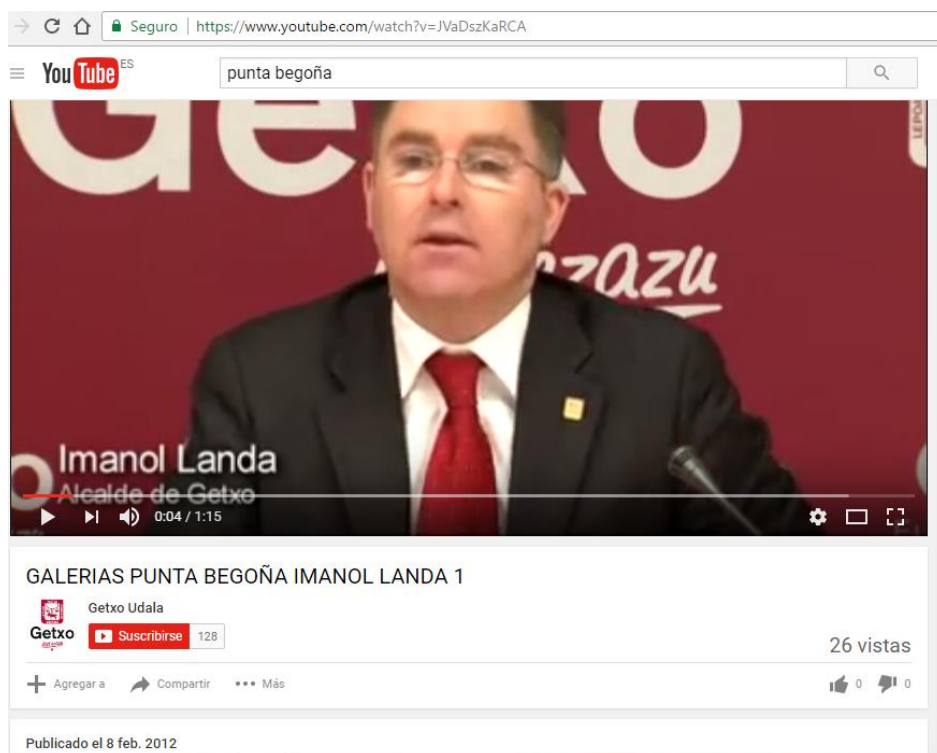 Seguro | https://www.youtube.com/watch?v=JVaDszKaRCA
YouTube ES
punta begoña
Getxo
zazu
Imanol Landa
Alcalde de Getxo
0:04 / 1:15
GALERIAS PUNTA BEGOÑA IMANOL LANDA 1
Getxo Udala
Getxo
Suscribirse 128
26 vistas
Agregar a Compartir Más
0 0
Publicado el 8 feb. 2012